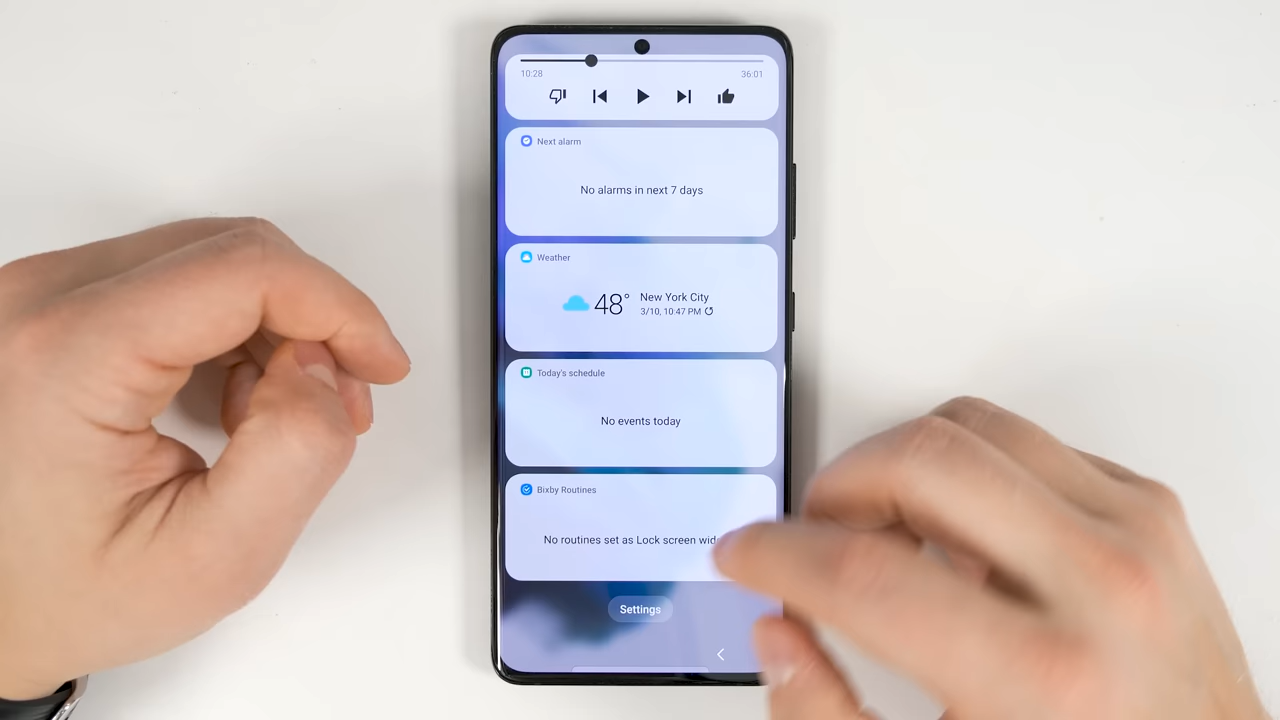 10:28 36:01
Next alarm
No alarms in next 7 days
Weather
48° New York City
3/10, 10:47 PM
Today's schedule
No events today
Bixby Routines
No routines set as Lock screen
Settings